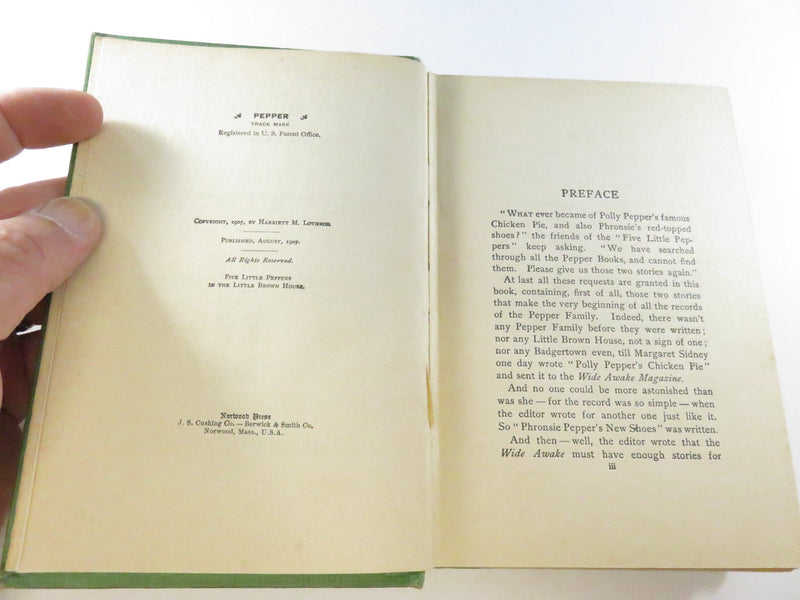 PEPPER
TRADE MARK
Registered in U. S. Patent Office.
Copyright, 1907, by Harriett M. Lothrop.
Published, August, 1907.
All Rights Reserved.
Five Little Peppers
in the Little Brown House.
Norwood Press
J. S. Cushing Co. — Berwick & Smith Co.
Norwood, Mass., U.S.A.
PREFACE
"What ever became of Polly Pepper's famous
Chicken Pie, and also Phronsie's red-topped
shoes?" the friends of the "Five Little Pep-
pers" keep asking. "We have searched
through all the Pepper Books, and cannot find
them. Please give us those two stories again."
At last all these requests are granted in this
book, containing, first of all, those two stories
that make the very beginning of all the records
of the Pepper Family. Indeed, there wasn't
any Pepper Family before they were written;
nor any Little Brown House, not a sign of one;
nor any Badgertown even, till Margaret Sidney
one day wrote "Polly Pepper's Chicken Pie"
and sent it to the Wide Awake Magazine.
And no one could be more astonished than
was she — for the record was so simple — when
the editor wrote for another one just like it.
So "Phronsie Pepper's New Shoes" was written.
And then — well, the editor wrote that the
Wide Awake must have enough stories for
iii